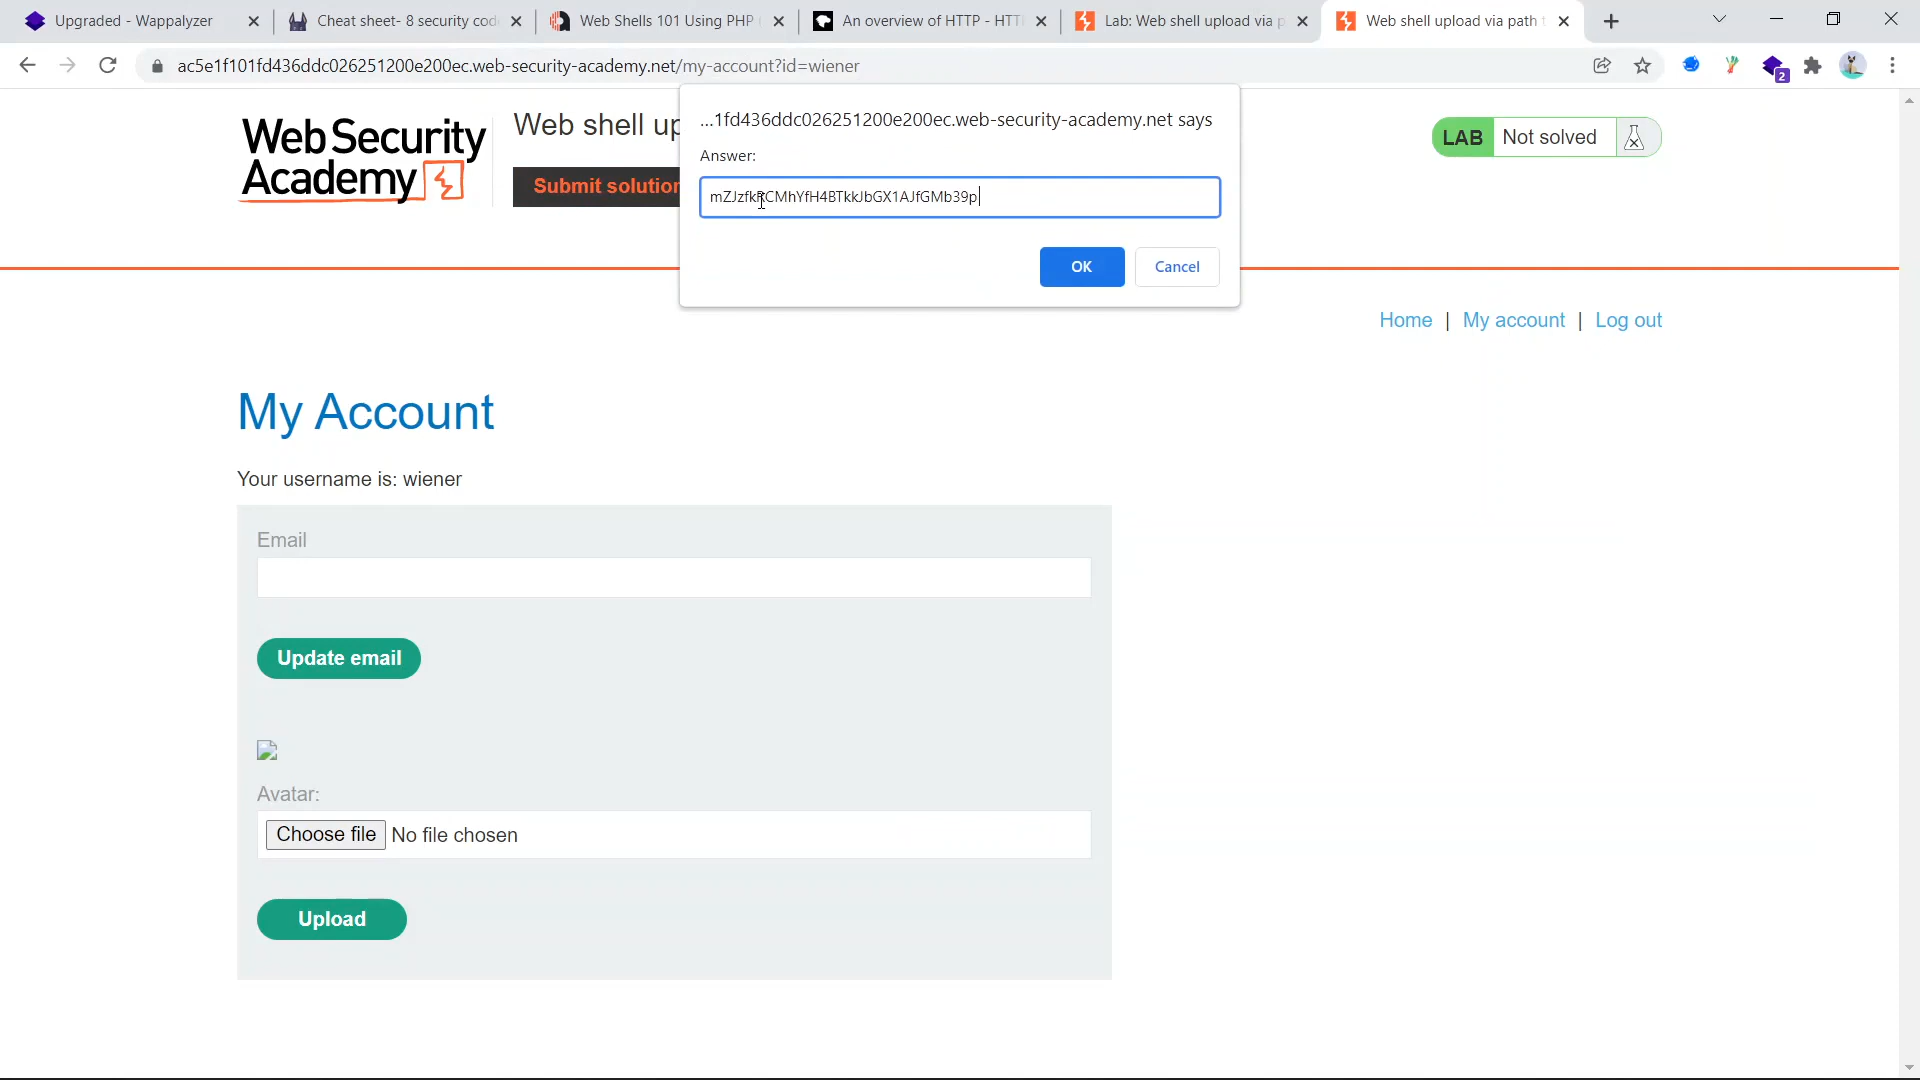 Upgraded - Wappalyzer
Cheat sheet- 8 security cod
Web Shells 101 Using PHP (
An overview of HTTP - HTT
Lab: Web shell upload via p
Web shell upload via path t
ac5e1f101fd436ddc026251200e200ec.web-security-academy.net/my-account?id=wiener
2
WebSecurity
Academy
Web shell up
Submit solution
...1fd436ddc026251200e200ec.web-security-academy.net says
Answer:
OK
Cancel
LAB
Not solved
Home | My account | Log out
My Account
Your username is: wiener
Email
Update email
Avatar:
Choose file No file chosen
Upload